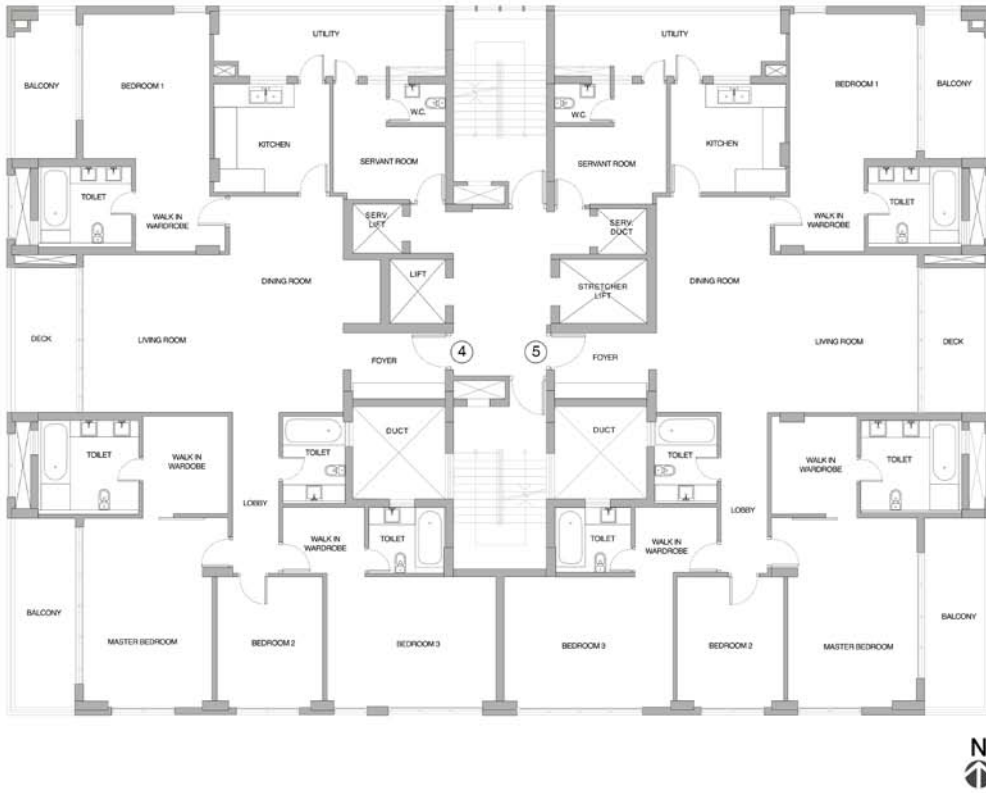 UTILITY
UTILITY
BALCONY
BEDROOM 1
BEDROOM 1
BALCONY
W.C.
W.C.
KITCHEN
KITCHEN
SERVANT ROOM
SERVANT ROOM
TOILET
TOILET
WALK IN
WARDROBE
SERV.
LIFT
SERV.
DUCT
WALK IN
WARDROBE
LIFT
DINING ROOM
DINING ROOM
STRETCHER
LIFT
DECK
LIVING ROOM
LIVING ROOM
DECK
FOYER
4
5
FOYER
DUCT
DUCT
TOILET
WALK IN
WARDOBE
TOILET
TOILET
WALK IN
WARDROBE
TOILET
LOBBY
LOBBY
WALK IN
WARDROBE
TOILET
TOILET
WALK IN
WARDROBE
BALCONY
MASTER BEDROOM
BEDROOM 2
BEDROOM 3
BEDROOM 3
BEDROOM 2
MASTER BEDROOM
BALCONY
N